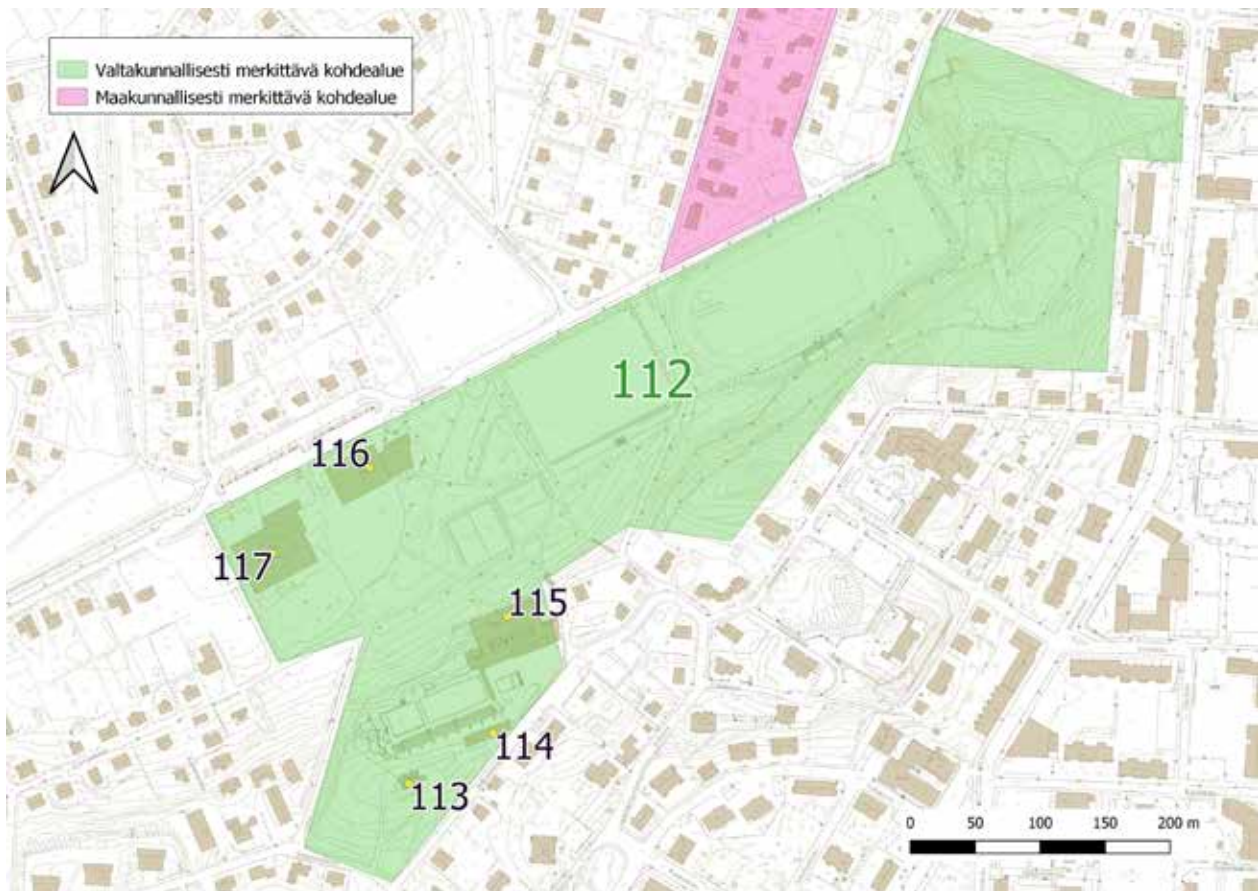 Valtakunnallisesti merkittävä kohdealue
Maakunnallisesti merkittävä kohdealue
112
116
117
115
114
113
0 50 100 150 200 m